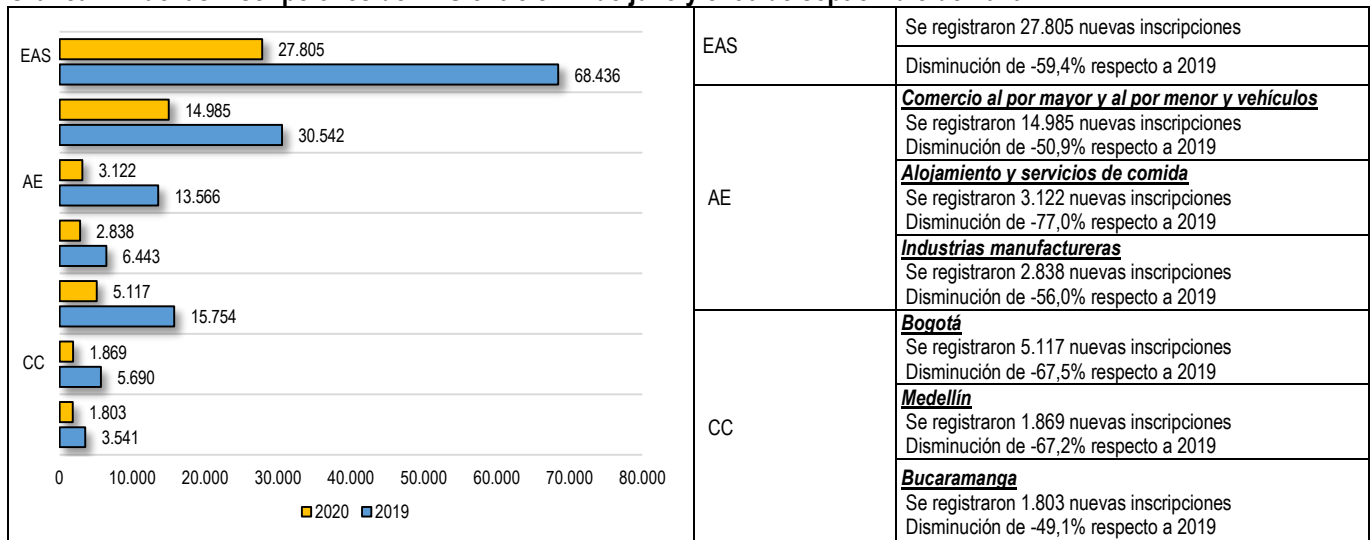 EAS
27.805
68.436
14.985
30.542
AE
3.122
13.566
2.838
6.443
5.117
15.754
CC
1.869
5.690
1.803
3.541
0 10.000 20.000 30.000 40.000 50.000 60.000 70.000 80.000
2020 2019
EAS
Se registraron 27.805 nuevas inscripciones
Disminución de -59,4% respecto a 2019
AE
Comercio al por mayor y al por menor y vehículos
Se registraron 14.985 nuevas inscripciones
Disminución de -50,9% respecto a 2019
Alojamiento y servicios de comida
Se registraron 3.122 nuevas inscripciones
Disminución de -77,0% respecto a 2019
Industrias manufactureras
Se registraron 2.838 nuevas inscripciones
Disminución de -56,0% respecto a 2019
CC
Bogotá
Se registraron 5.117 nuevas inscripciones
Disminución de -67,5% respecto a 2019
Medellín
Se registraron 1.869 nuevas inscripciones
Disminución de -67,2% respecto a 2019
Bucaramanga
Se registraron 1.803 nuevas inscripciones
Disminución de -49,1% respecto a 2019